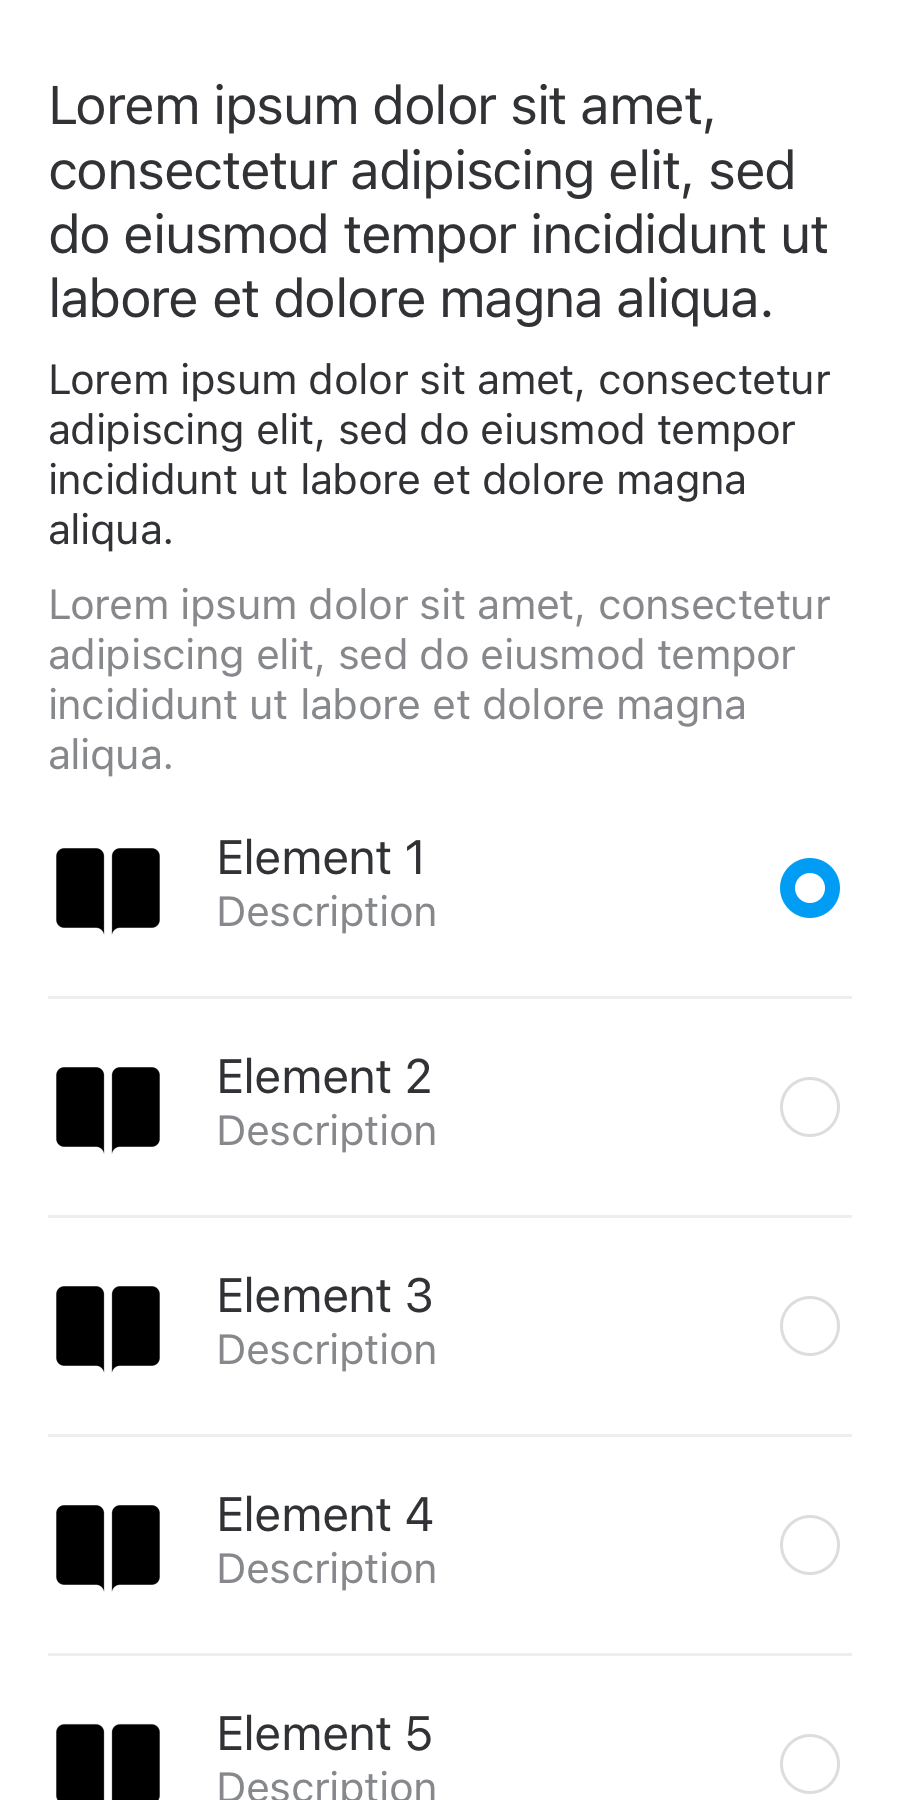 Lorem ipsum dolor sit amet,
consectetur adipiscing elit, sed
do eiusmod tempor incididunt ut
labore et dolore magna aliqua.
Lorem ipsum dolor sit amet, consectetur
adipiscing elit, sed do eiusmod tempor
incididunt ut labore et dolore magna
aliqua.
Lorem ipsum dolor sit amet, consectetur
adipiscing elit, sed do eiusmod tempor
incididunt ut labore et dolore magna
aliqua.
Element 1
Description
Element 2
Description
Element 3
Description
Element 4
Description
Element 5
Description